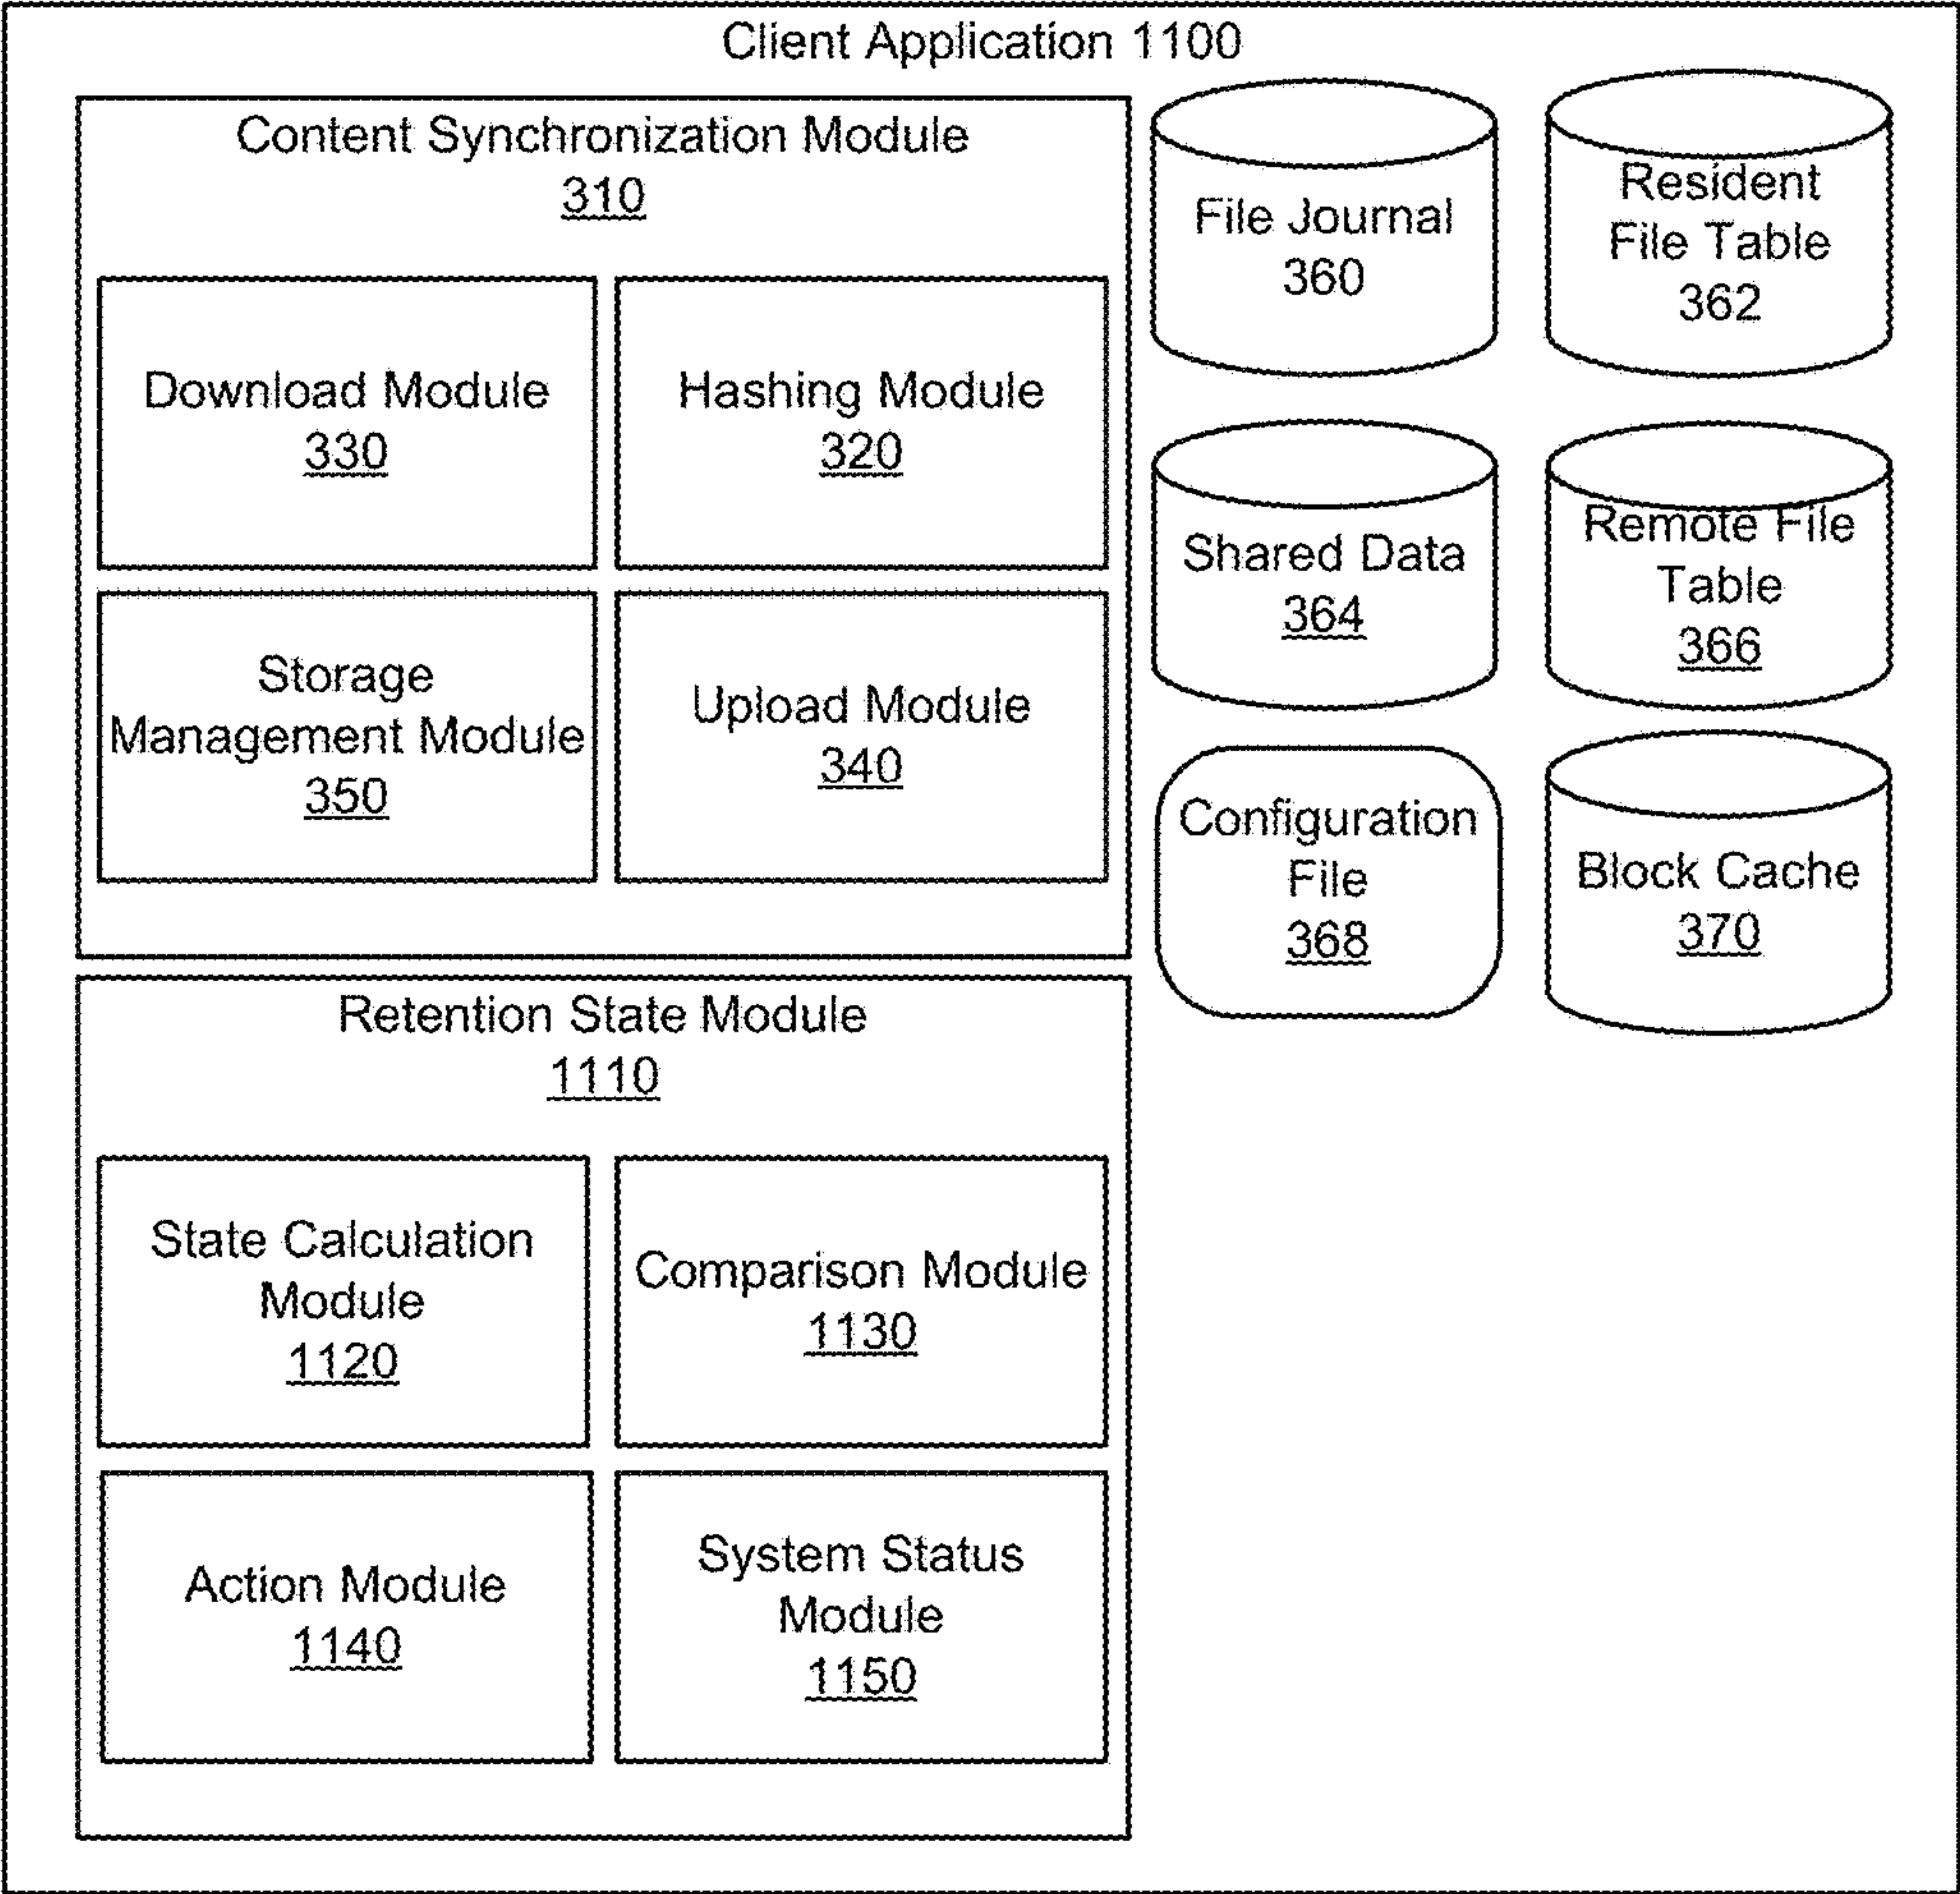 Client Application 1100
Content Synchronization Module
310
Download Module
330
Hashing Module
320
Storage
Management Module
350
Upload Module
340
File Journal
360
Resident
File Table
362
Shared Data
364
Remote File
Table
366
Configuration
File
368
Block Cache
370
Retention State Module
1110
State Calculation
Module
1120
Comparison Module
1130
Action Module
1140
System Status
Module
1150